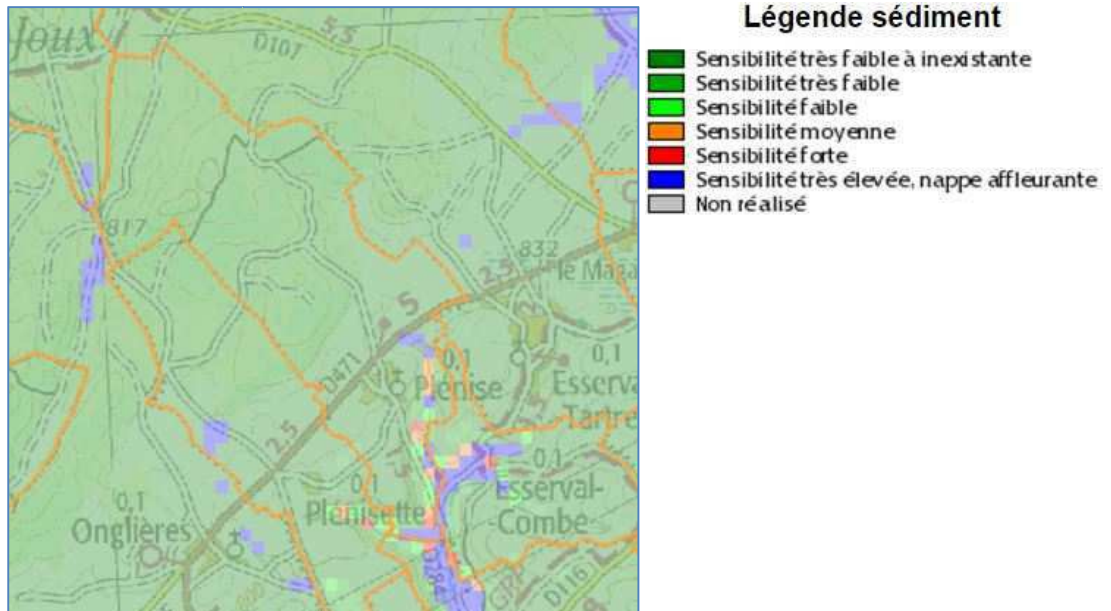 Légende sédiment
Sensibilité très faible à inexistante
Sensibilité très faible
Sensibilité faible
Sensibilité moyenne
Sensibilité forte
Sensibilité très élevée, nappe affleurante
Non réalisé
Joux
D107
5,5
817
832
le Maga
2,5
5
D471
0,1
Plénise
0,1
Esserva
Tartre
2,5
0,1
Plénisette
0,1
Esserval-
Combe
0,1
Onglières
D116